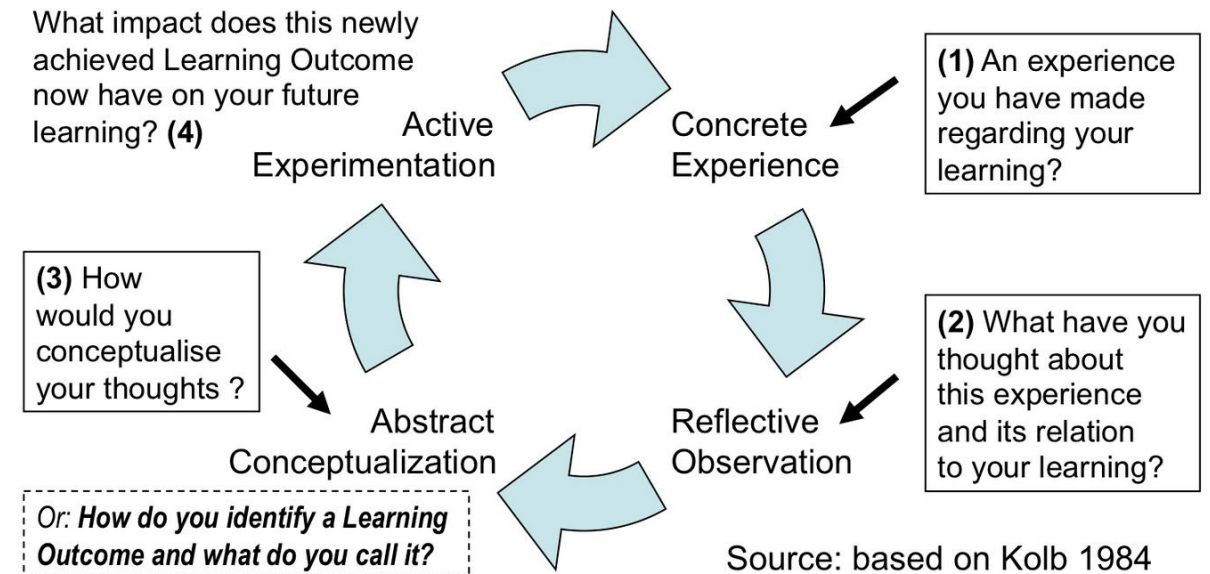 What impact does this newly
achieved Learning Outcome
now have on your future
learning? (4)
Active
Experimentation
Concrete
Experience
(1) An experience
you have made
regarding your
learning?
(2) What have you
thought about
this experience
and its relation
to your learning?
Reflective
Observation
(3) How
would you
conceptualise
your thoughts ?
Abstract
Conceptualization
Or: How do you identify a Learning
Outcome and what do you call it?
Source: based on Kolb 1984